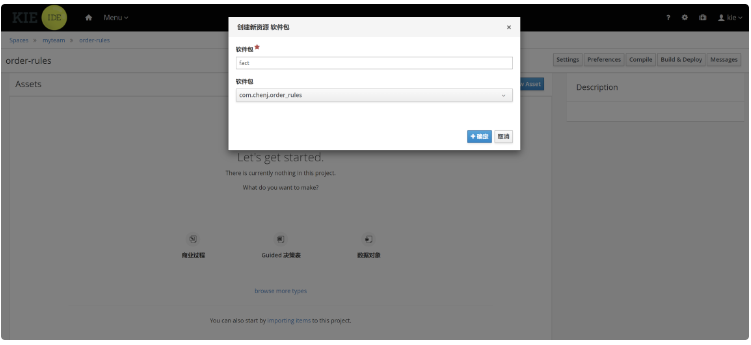 KIE IDE Menu ? kie
Spaces » myteam » order-rules
order-rules Settings Preferences Compile Build & Deploy Messages
Assets Asset Description
创建新资源 软件包 ×
软件包 *
fact
软件包
com.chenj.order_rules
+ 确定 取消
Let's get started.
There is currently nothing in this project.
What do you want to make?
商业过程 Guided 决策表 数据对象
browse more types
You can also start by importing items to this project.